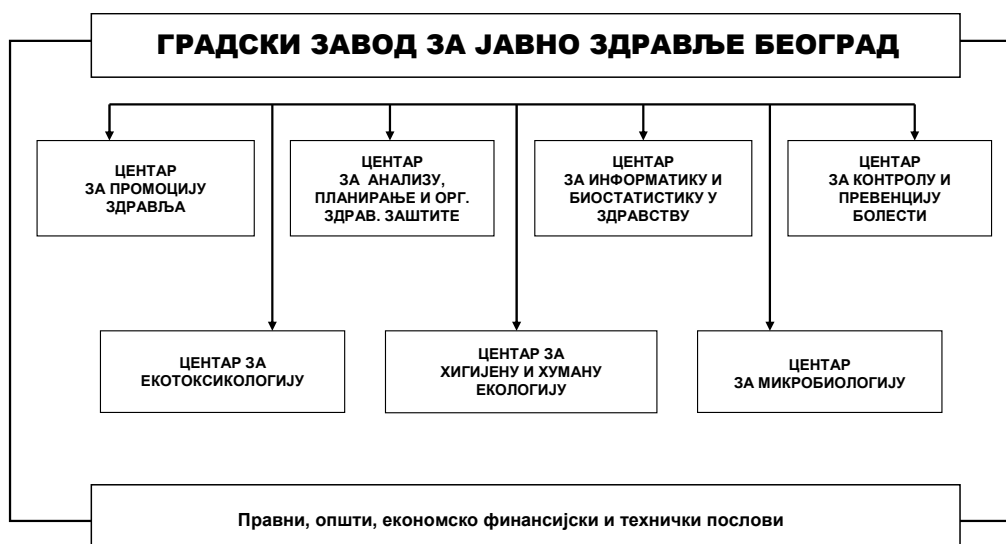 ГРАДСКИ ЗАВОД ЗА ЈАВНО ЗДРАВЉЕ БЕОГРАД
ЦЕНТАР
ЗА ПРОМОЦИЈУ
ЗДРАВЉА
ЦЕНТАР
ЗА АНАЛИЗУ,
ПЛАНИРАЊЕ И ОРГ.
ЗДРАВ. ЗАШТИТЕ
ЦЕНТАР
ЗА ИНФОРМАТИКУ И
БИОСТАТИСТИКУ У
ЗДРАВСТВУ
ЦЕНТАР
ЗА КОНТРОЛУ И
ПРЕВЕНЦИЈУ
БОЛЕСТИ
ЦЕНТАР ЗА
ЕКОТОКСИКОЛОГИЈУ
ЦЕНТАР ЗА
ХИГИЈЕНУ И ХУМАНУ
ЕКОЛОГИЈУ
ЦЕНТАР
ЗА МИКРОБИОЛОГИЈУ
Правни, општи, економско финансијски и технички послови